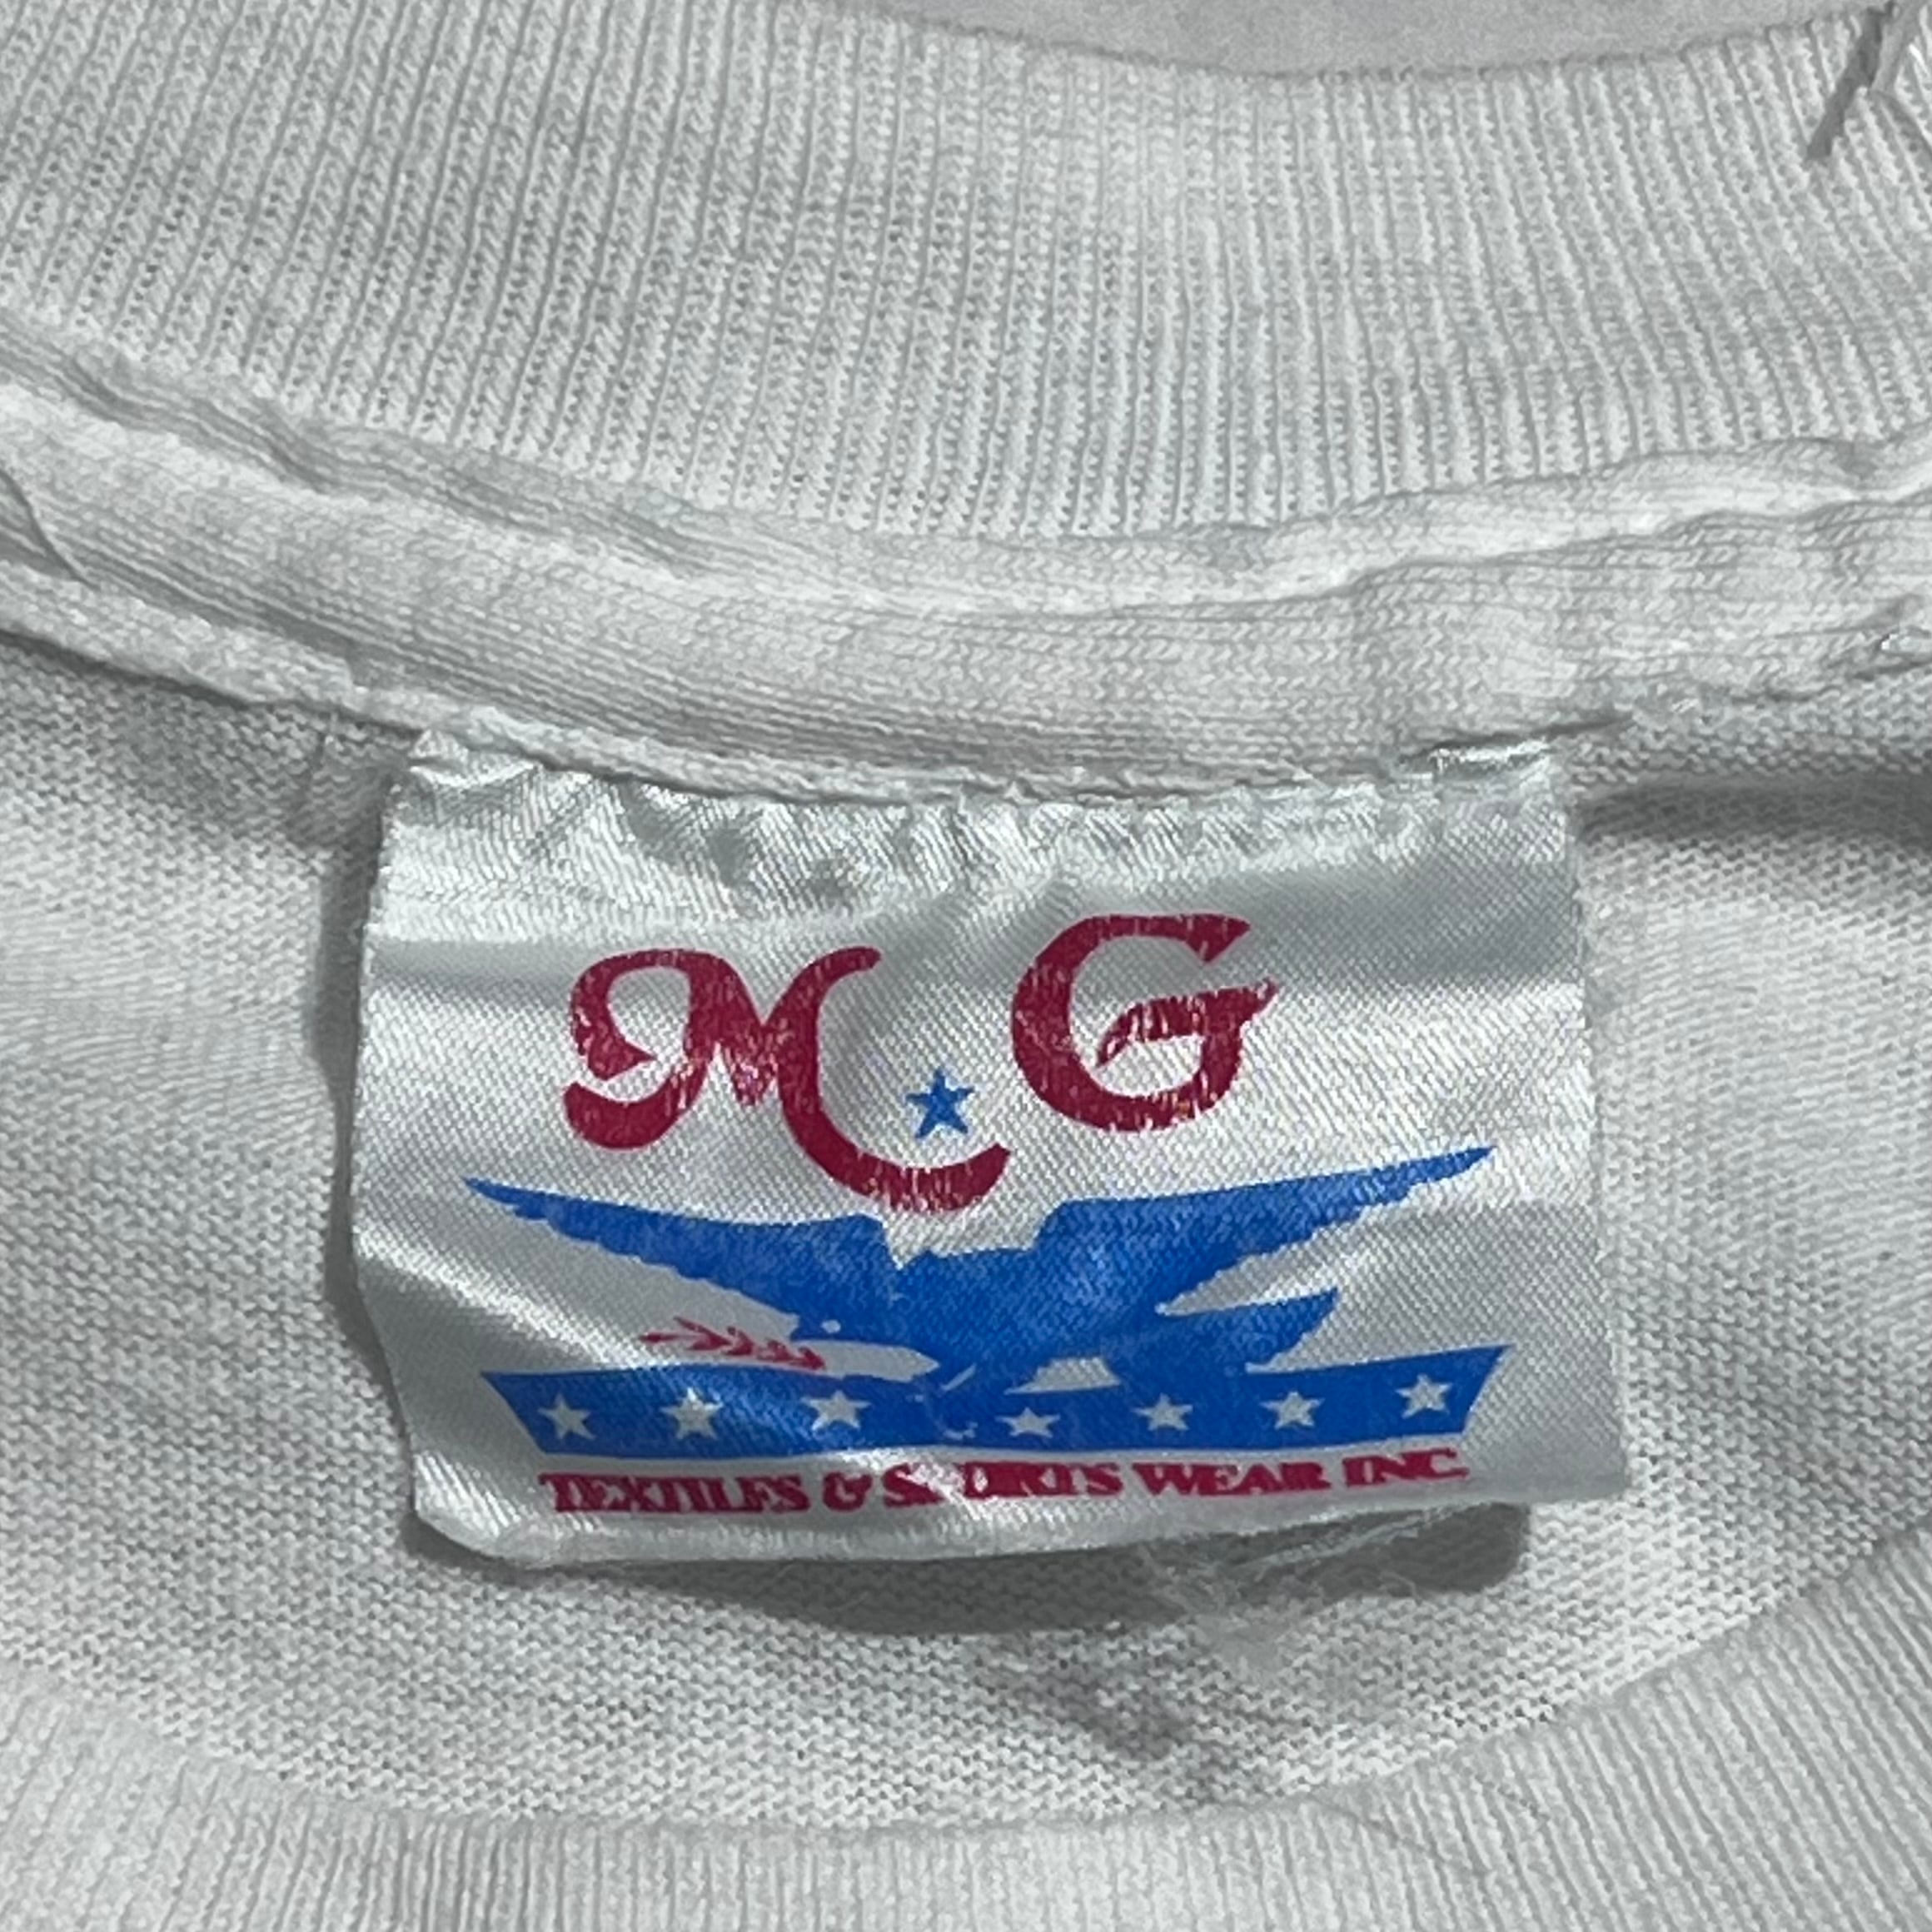 M G
TEXTILES & SPORTS WEAR INC.